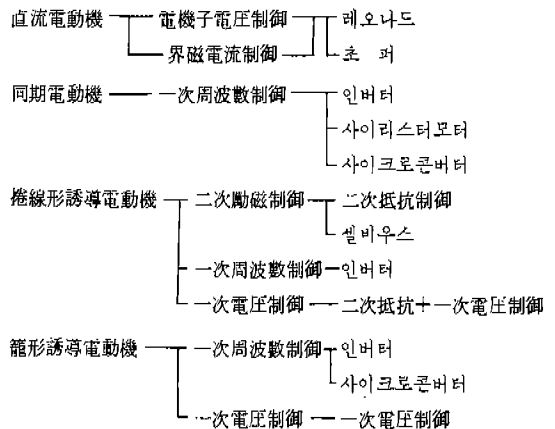 直流電動機 電機子電圧制御 레오나드
界磁電流制御 초 퍼
同期電動機 一次周波數制御 인버터
사이리스터모터
사이크로콘버터
捲線形誘導電動機 二次勵磁制御 二次抵抗制御
셀비우스
一次周波數制御 인버터
一次電圧制御 二次抵抗+一次電圧制御
籠形誘導電動機 一次周波數制御 인버터
사이크로콘버터
一次電圧制御 一次電圧制御